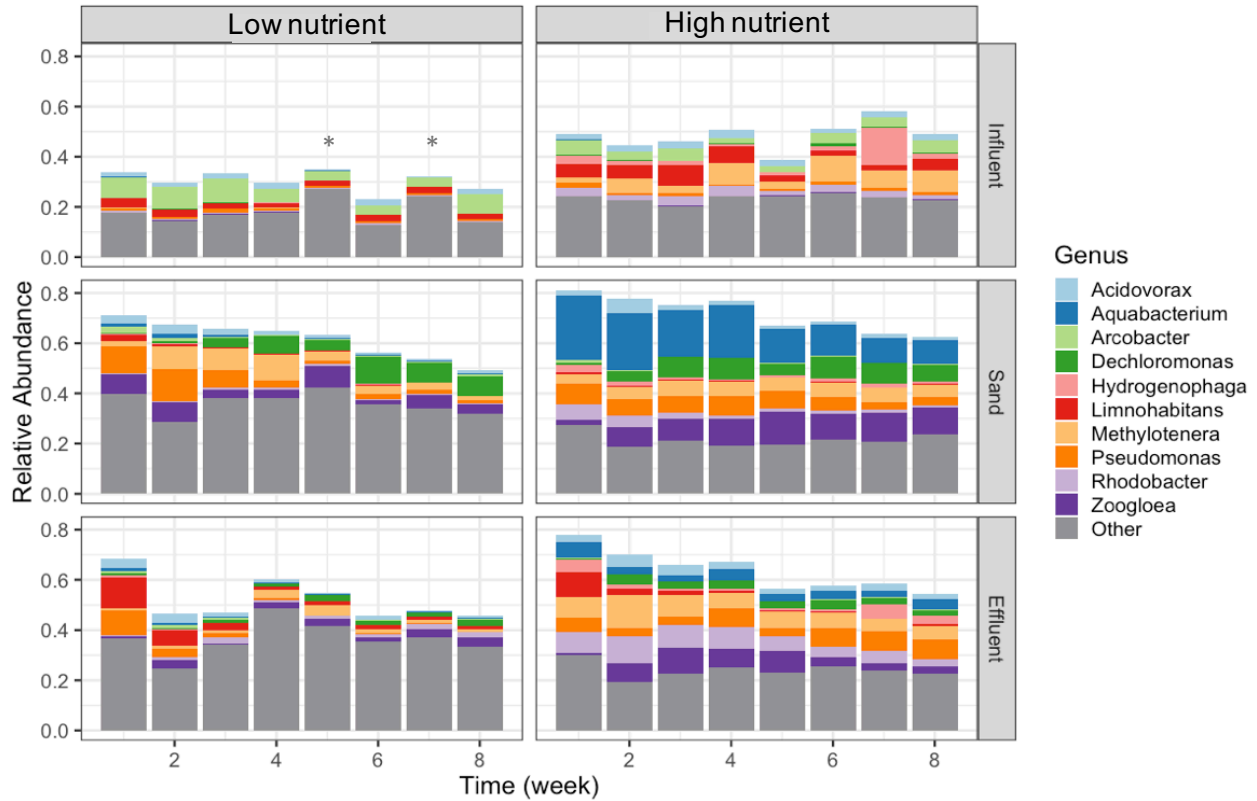 Low nutrient
High nutrient
0.8
0.6
0.4
0.2
0.0
* *
Influent
0.8
0.6
0.4
0.2
0.0
Sand
0.8
0.6
0.4
0.2
0.0
Effluent
Relative Abundance
2 4 6 8
2 4 6 8
Time (week)
Genus
Acidovorax
Aquabacterium
Arcobacter
Dechloromonas
Hydrogenophaga
Limnohabitans
Methylotenera
Pseudomonas
Rhodobacter
Zoogloea
Other